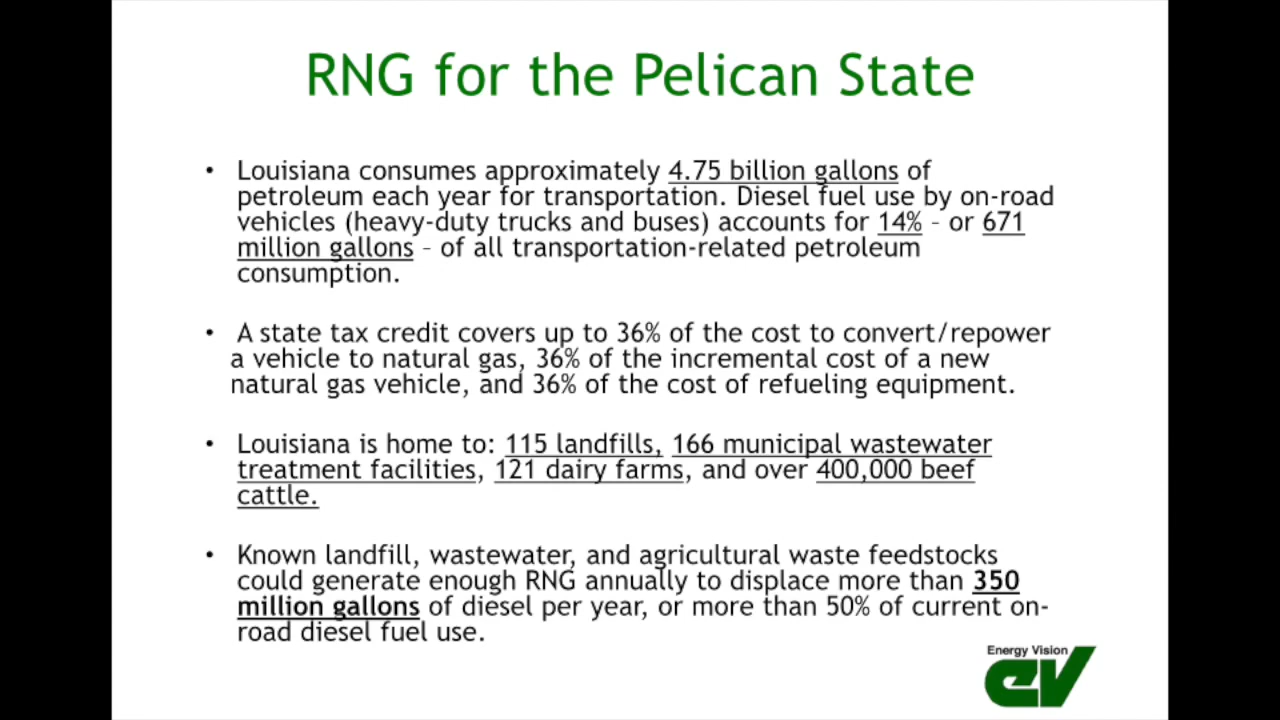 RNG for the Pelican State
• Louisiana consumes approximately 4.75 billion gallons of
petroleum each year for transportation. Diesel fuel use by on-road
vehicles (heavy-duty trucks and buses) accounts for 14% – or 671
million gallons – of all transportation-related petroleum
consumption.
• A state tax credit covers up to 36% of the cost to convert/repower
a vehicle to natural gas, 36% of the incremental cost of a new
natural gas vehicle, and 36% of the cost of refueling equipment.
• Louisiana is home to: 115 landfills, 166 municipal wastewater
treatment facilities, 121 dairy farms, and over 400,000 beef
cattle.
• Known landfill, wastewater, and agricultural waste feedstocks
could generate enough RNG annually to displace more than 350
million gallons of diesel per year, or more than 50% of current on-
road diesel fuel use.
Energy Vision
eV